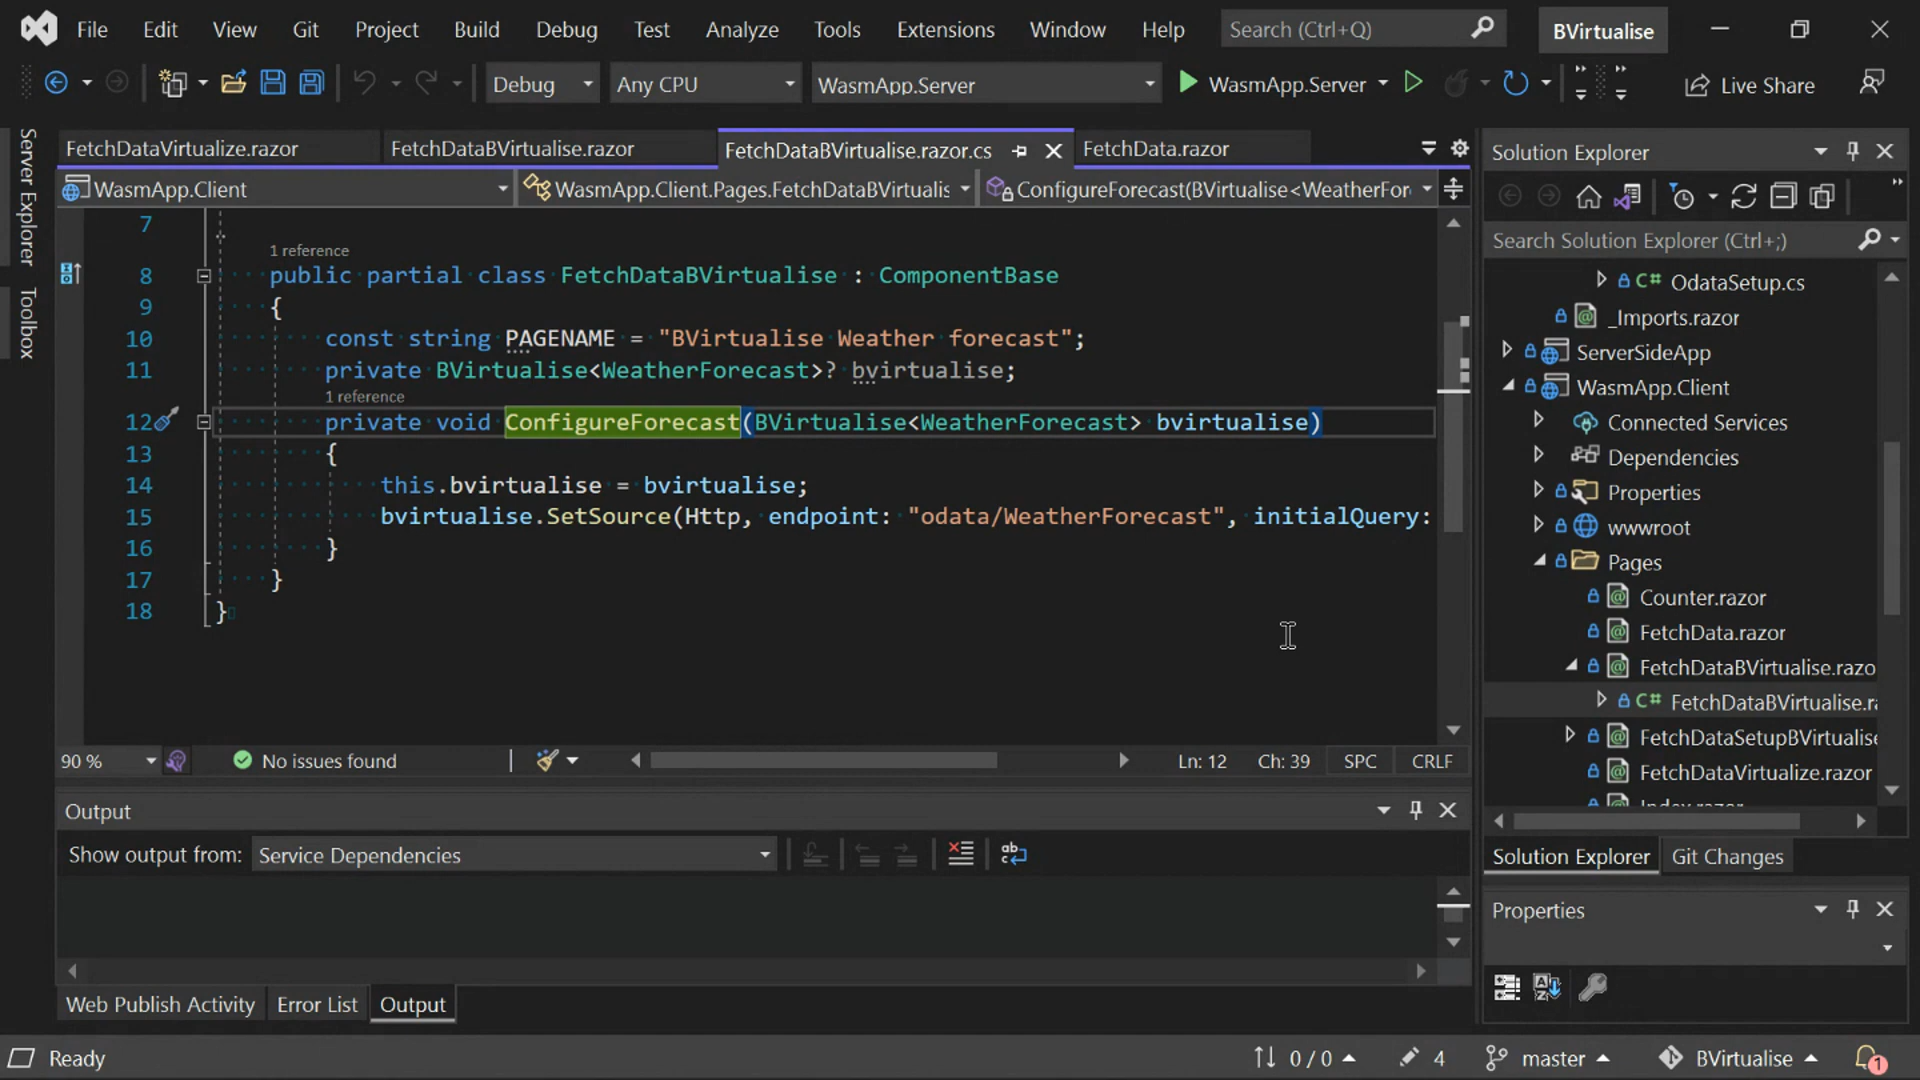 File Edit View Git Project Build Debug Test Analyze Tools Extensions Window Help Search (Ctrl+Q) BVirtualise
Debug Any CPU WasmApp.Server WasmApp.Server Live Share
Server Explorer
Toolbox
FetchDataVirtualize.razor FetchDataBVirtualise.razor FetchDataBVirtualise.razor.cs FetchData.razor
WasmApp.Client WasmApp.Client.Pages.FetchDataBVirtualis ConfigureForecast(BVirtualise<WeatherFor
7
1 reference
8 public partial class FetchDataBVirtualise : ComponentBase
9 {
10 const string PAGENAME = "BVirtualise Weather forecast";
11 private BVirtualise<WeatherForecast>? bvirtualise;
1 reference
12 private void ConfigureForecast(BVirtualise<WeatherForecast> bvirtualise)
13 {
14 this.bvirtualise = bvirtualise;
15 bvirtualise.SetSource(Http, endpoint: "odata/WeatherForecast", initialQuery:
16 }
17 }
18 }
90 % No issues found Ln: 12 Ch: 39 SPC CRLF
Output
Show output from: Service Dependencies
Web Publish Activity Error List Output
Solution Explorer
Search Solution Explorer (Ctrl+;)
C# OdataSetup.cs
_Imports.razor
ServerSideApp
WasmApp.Client
Connected Services
Dependencies
Properties
wwwroot
Pages
Counter.razor
FetchData.razor
FetchDataBVirtualise.razo
C# FetchDataBVirtualise.ra
FetchDataSetupBVirtualise
FetchDataVirtualize.razor
Index.razor
Solution Explorer Git Changes
Properties
Ready 0 / 0 4 master BVirtualise 1